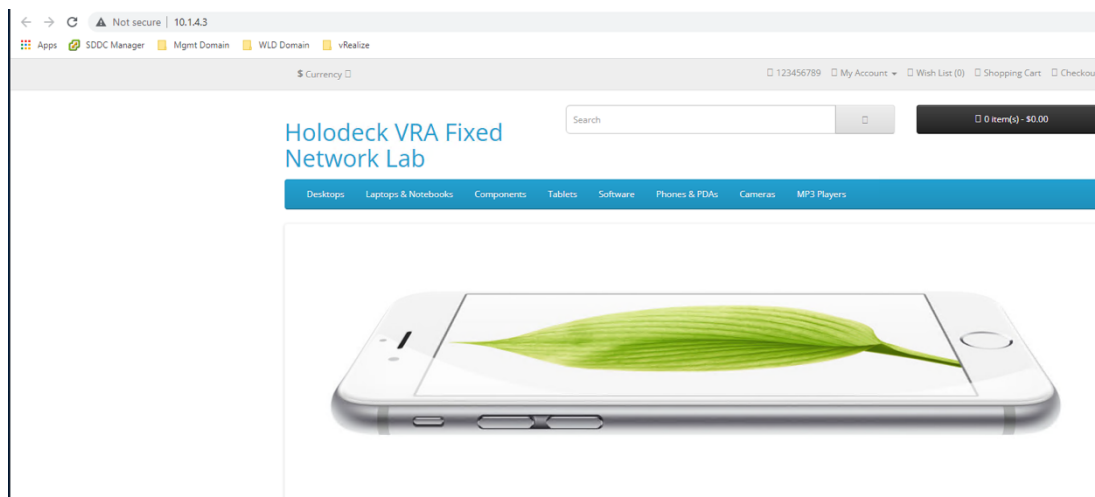 Not secure | 10.1.4.3
Apps SDDC Manager Mgmt Domain WLD Domain vRealize
$ Currency 123456789 My Account Wish List (0) Shopping Cart Checkou
Holodeck VRA Fixed
Network Lab
Search
0 item(s) - $0.00
Desktops Laptops & Notebooks Components Tablets Software Phones & PDAs Cameras MP3 Players